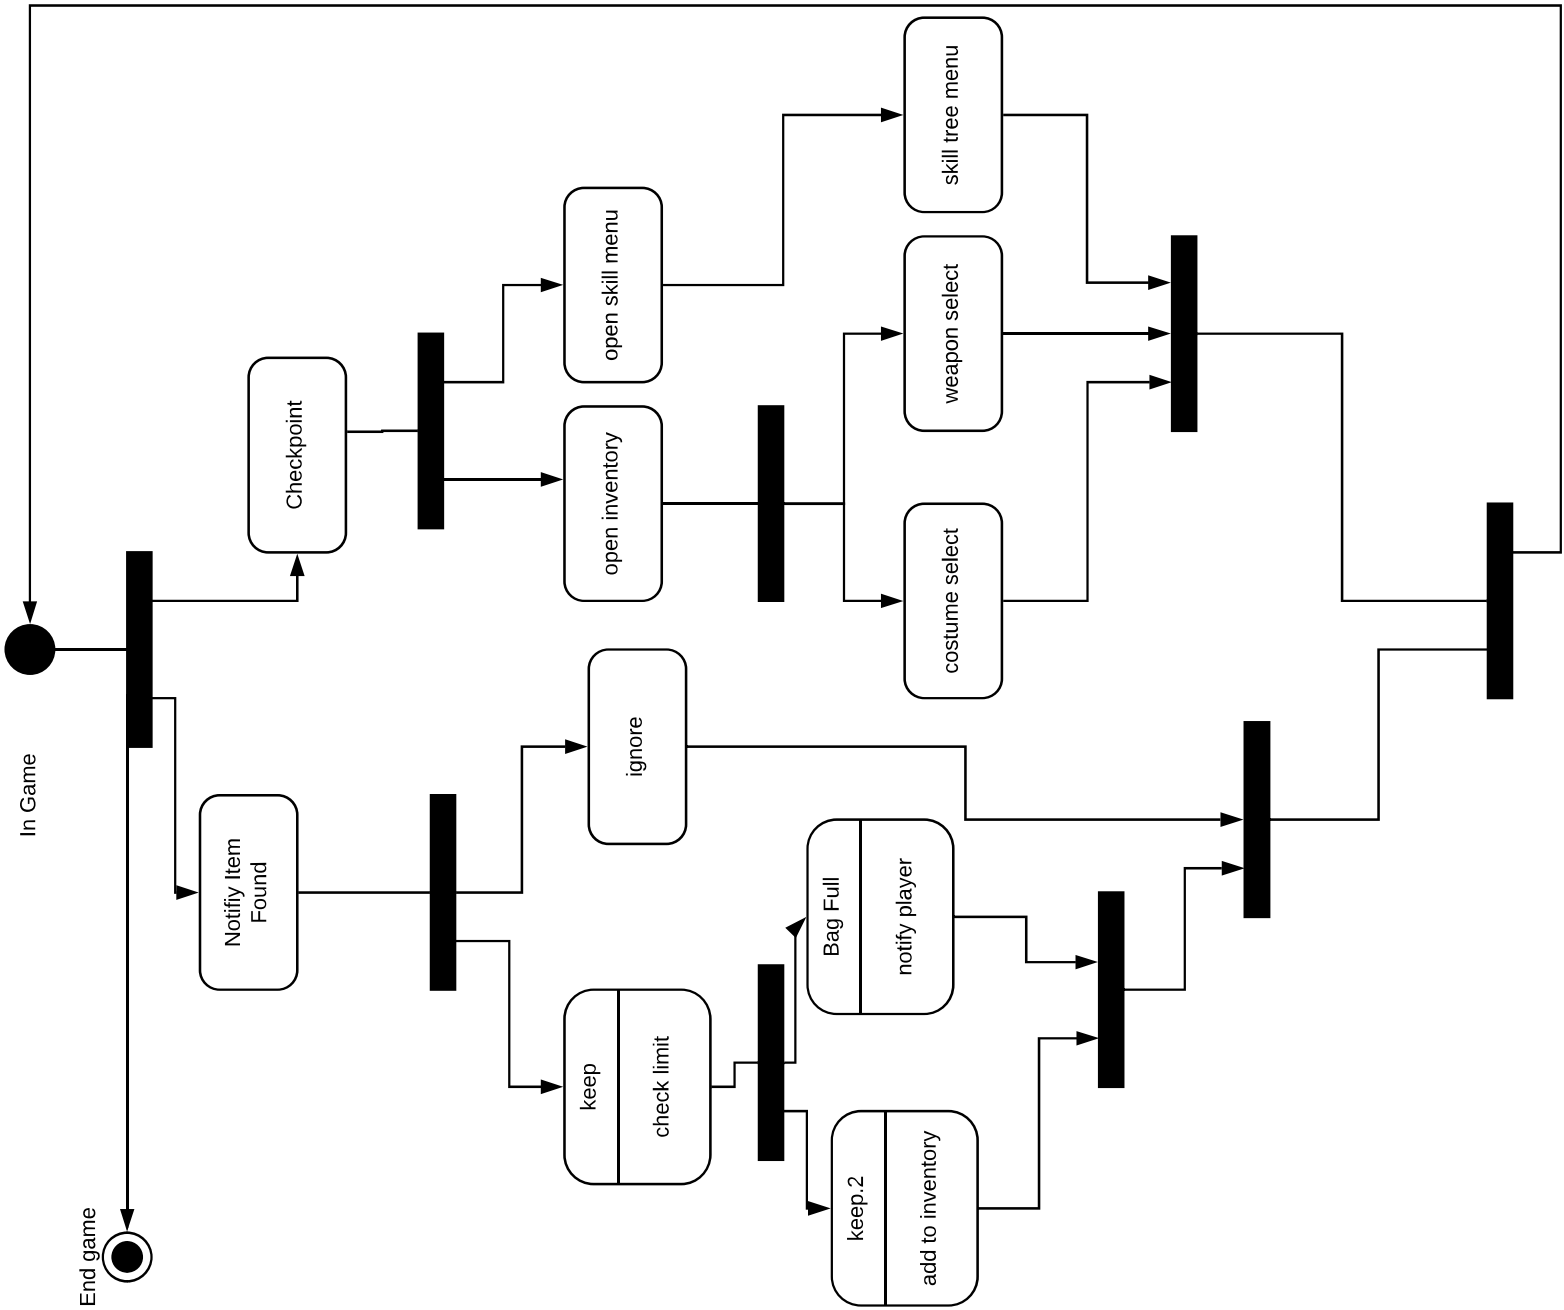 In Game
End game
Notifiy Item
Found
Checkpoint
open skill menu
open inventory
ignore
keep
check limit
skill tree menu
weapon select
costume select
Bag Full
notify player
keep.2
add to inventory